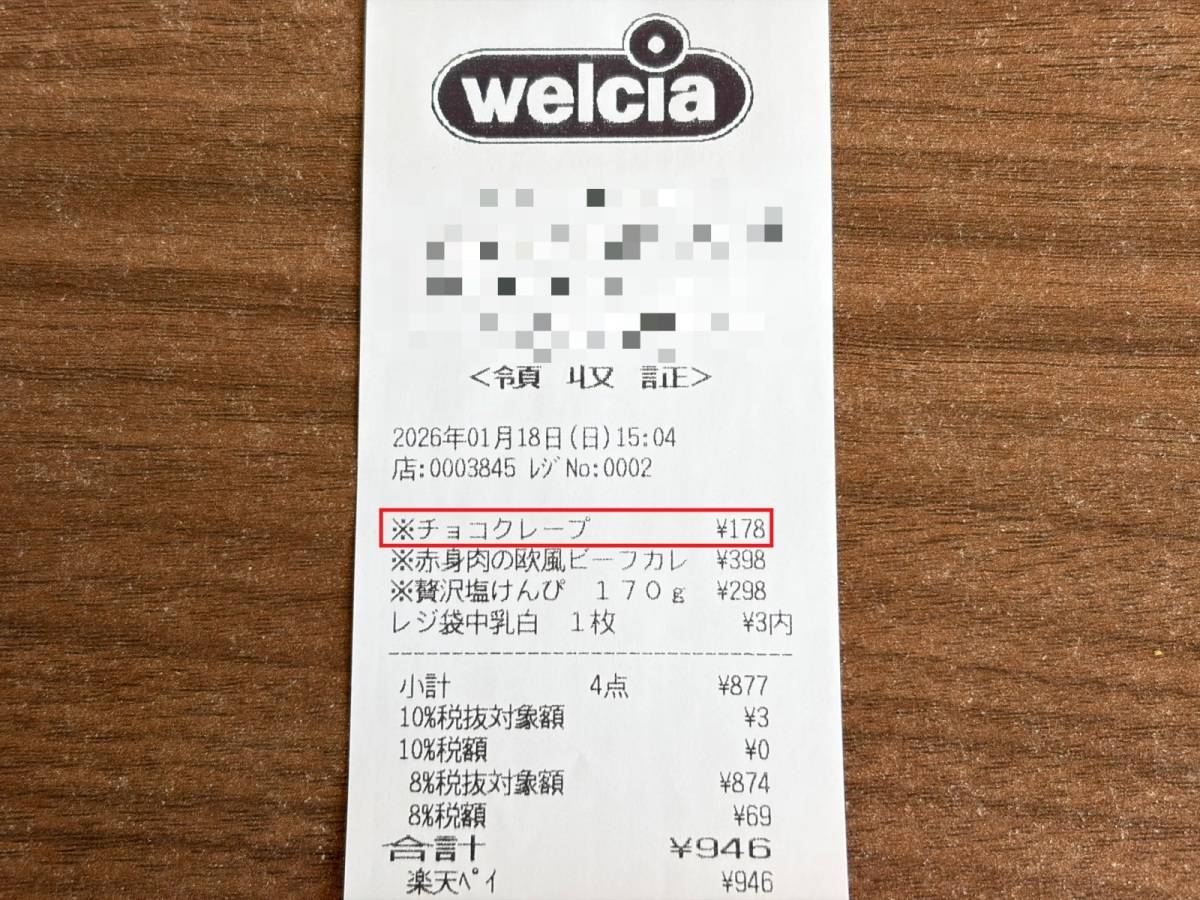 welcia
<領収証>
2026年01月18日(日)15:04
店:0003845 ﾚｼﾞNo:0002
※チョコクレープ ¥178
※赤身肉の欧風ビーフカレ ¥398
※贅沢塩けんぴ １７０ｇ ¥298
レジ袋中乳白 １枚 ¥3内
小計 4点 ¥877
10%税抜対象額 ¥3
10%税額 ¥0
8%税抜対象額 ¥874
8%税額 ¥69
合計 ¥946
楽天ﾍﾟｲ ¥946